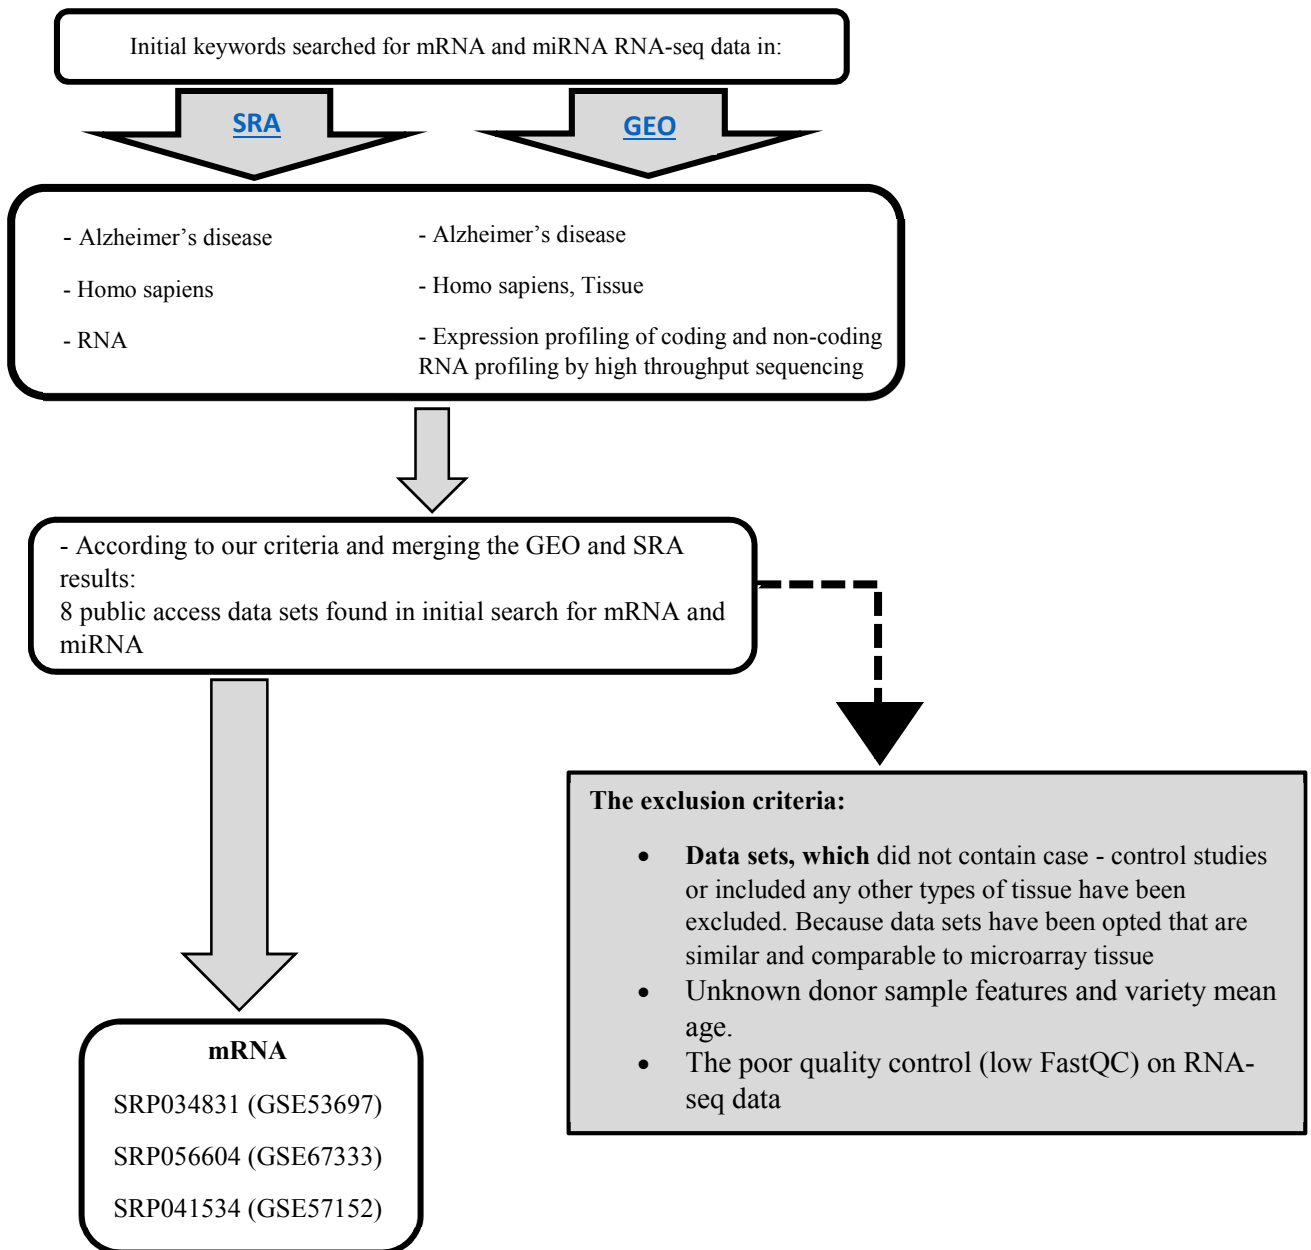 Initial keywords searched for mRNA and miRNA RNA-seq data in:
SRA
GEO
- Alzheimer’s disease
- Homo sapiens
- RNA
- Alzheimer’s disease
- Homo sapiens, Tissue
- Expression profiling of coding and non-coding
RNA profiling by high throughput sequencing
- According to our criteria and merging the GEO and SRA
results:
8 public access data sets found in initial search for mRNA and
miRNA
The exclusion criteria:
• Data sets, which did not contain case - control studies
or included any other types of tissue have been
excluded. Because data sets have been opted that are
similar and comparable to microarray tissue
• Unknown donor sample features and variety mean
age.
• The poor quality control (low FastQC) on RNA-
seq data
mRNA
SRP034831 (GSE53697)
SRP056604 (GSE67333)
SRP041534 (GSE57152)